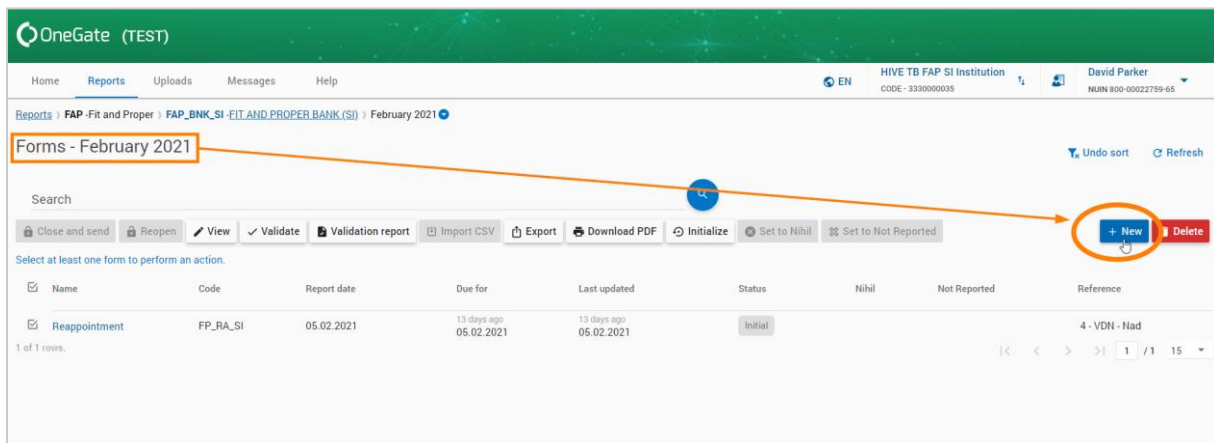 OneGate (TEST)
Home Reports Uploads Messages Help EN HIVE TB FAP SI Institution CODE - 3330000035 David Parker NUIN 800-00022759-65
Reports FAP -Fit and Proper FAP_BNK_SI -FIT AND PROPER BANK (SI) February 2021
Forms - February 2021
Undo sort Refresh
Search
Close and send Reopen View Validate Validation report Import CSV Export Download PDF Initialize Set to Nihil Set to Not Reported + New Delete
Select at least one form to perform an action.
Name Code Report date Due for Last updated Status Nihil Not Reported Reference
Reappointment FP_RA_SI 05.02.2021 13 days ago 05.02.2021 13 days ago 05.02.2021 Initial 4 - VDN - Nad
1 of 1 rows. 1 / 1 15